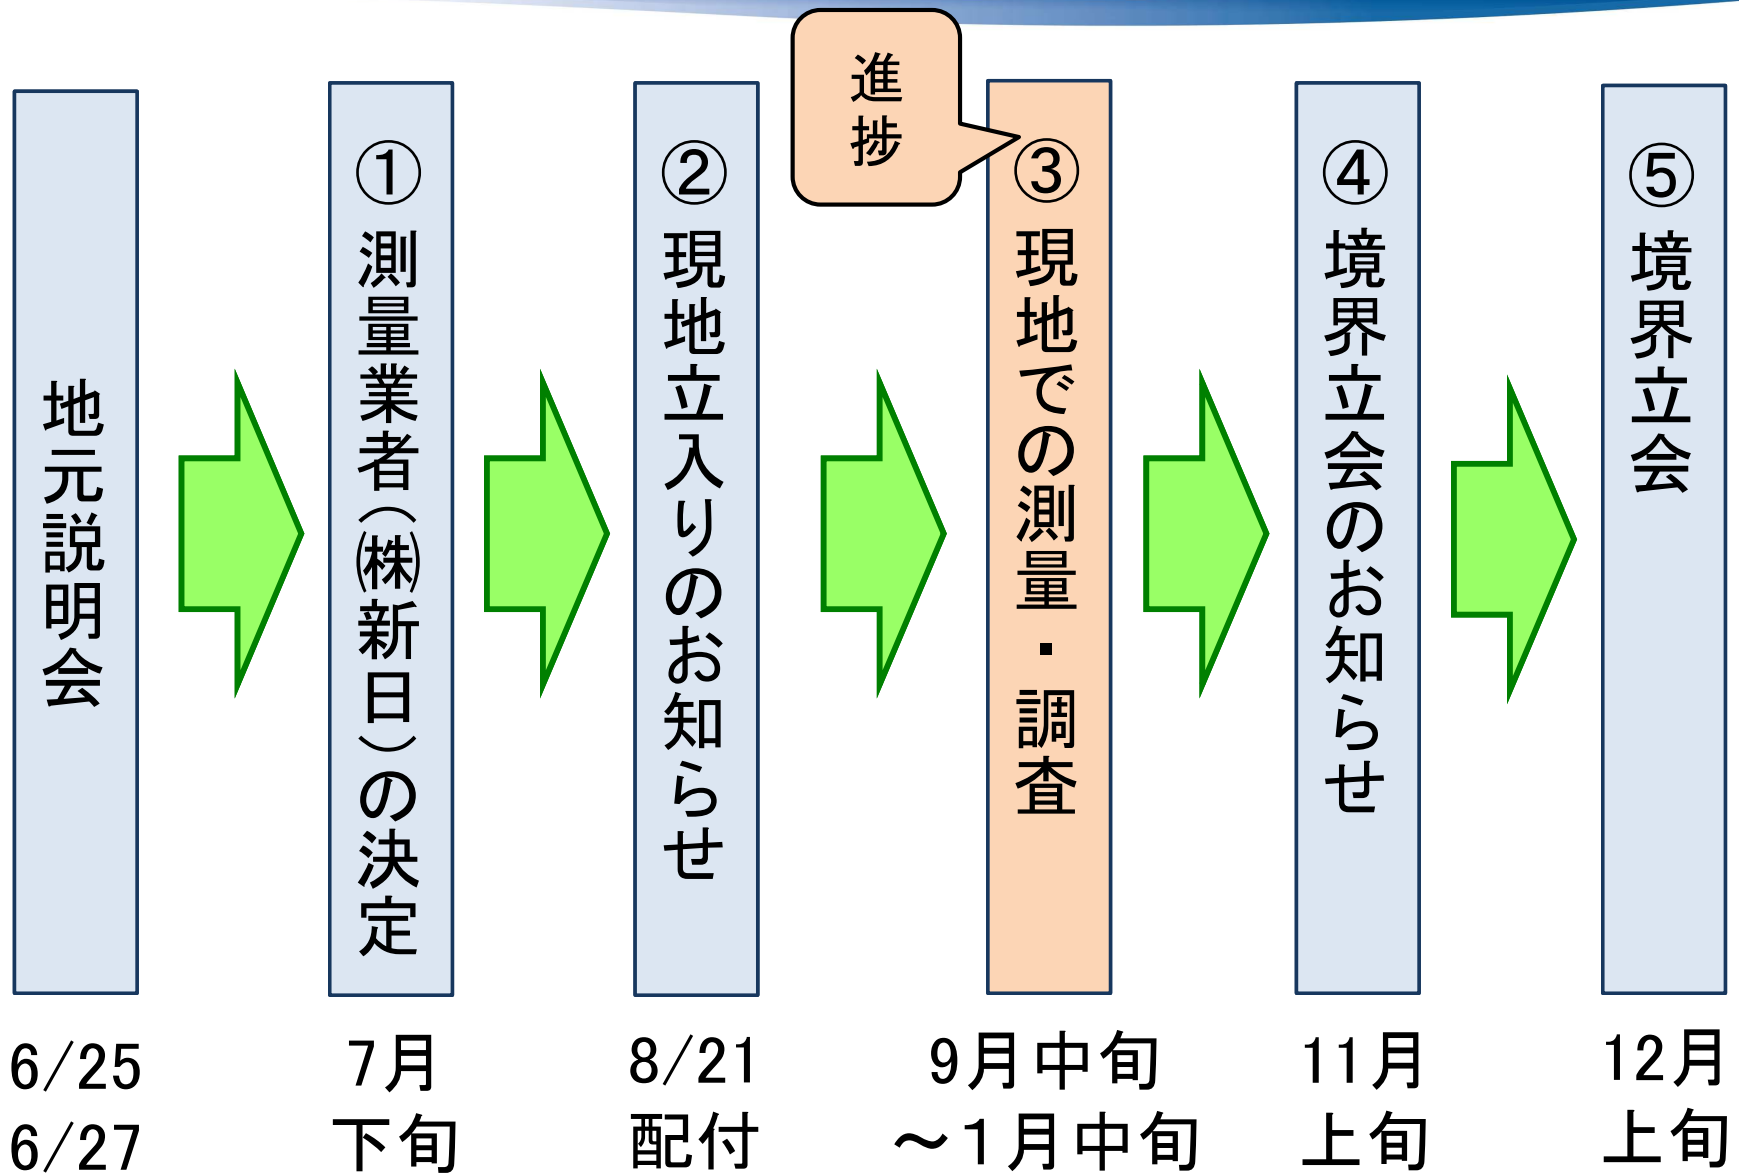 進捗
地元説明会
①測量業者（㈱新日）の決定
②現地立入りのお知らせ
③現地での測量・調査
④境界立会のお知らせ
⑤境界立会
6/25
6/27
7月
下旬
8/21
配付
9月中旬
～1月中旬
11月
上旬
12月
上旬